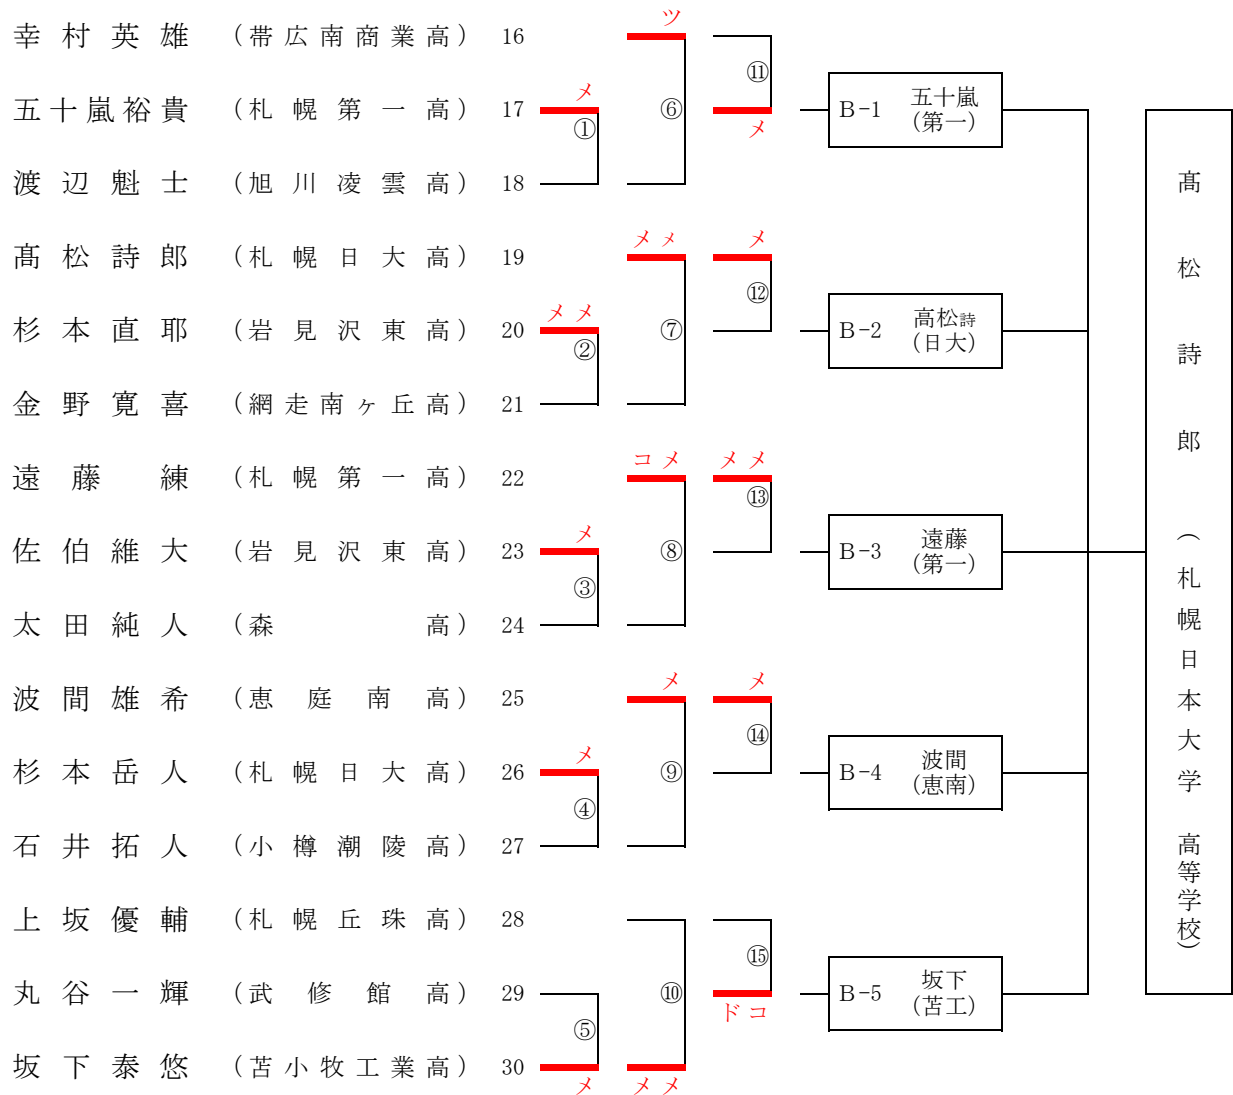 幸村英雄 (帯広南商業高) 16
五十嵐裕貴 (札幌第一高) 17
渡辺魁士 (旭川凌雲高) 18
髙松詩郎 (札幌日大高) 19
杉本直耶 (岩見沢東高) 20
金野寛喜 (網走南ヶ丘高) 21
遠藤練 (札幌第一高) 22
佐伯維大 (岩見沢東高) 23
太田純人 (森高) 24
波間雄希 (恵庭南高) 25
杉本岳人 (札幌日大高) 26
石井拓人 (小樽潮陵高) 27
上坂優輔 (札幌丘珠高) 28
丸谷一輝 (武修館高) 29
坂下泰悠 (苫小牧工業高) 30
メ
①
メメ
②
メ
③
メ
④
⑤
メ
ツ
⑥
メメ
⑦
コメ
⑧
メ
⑨
⑩
メメ
⑪
メ
メ
⑫
メメ
⑬
メ
⑭
⑮
ドコ
B-1 五十嵐
(第一)
B-2 高松詩
(日大)
B-3 遠藤
(第一)
B-4 波間
(恵南)
B-5 坂下
(苫工)
髙松詩郎 (札幌日本大学 高等学校)